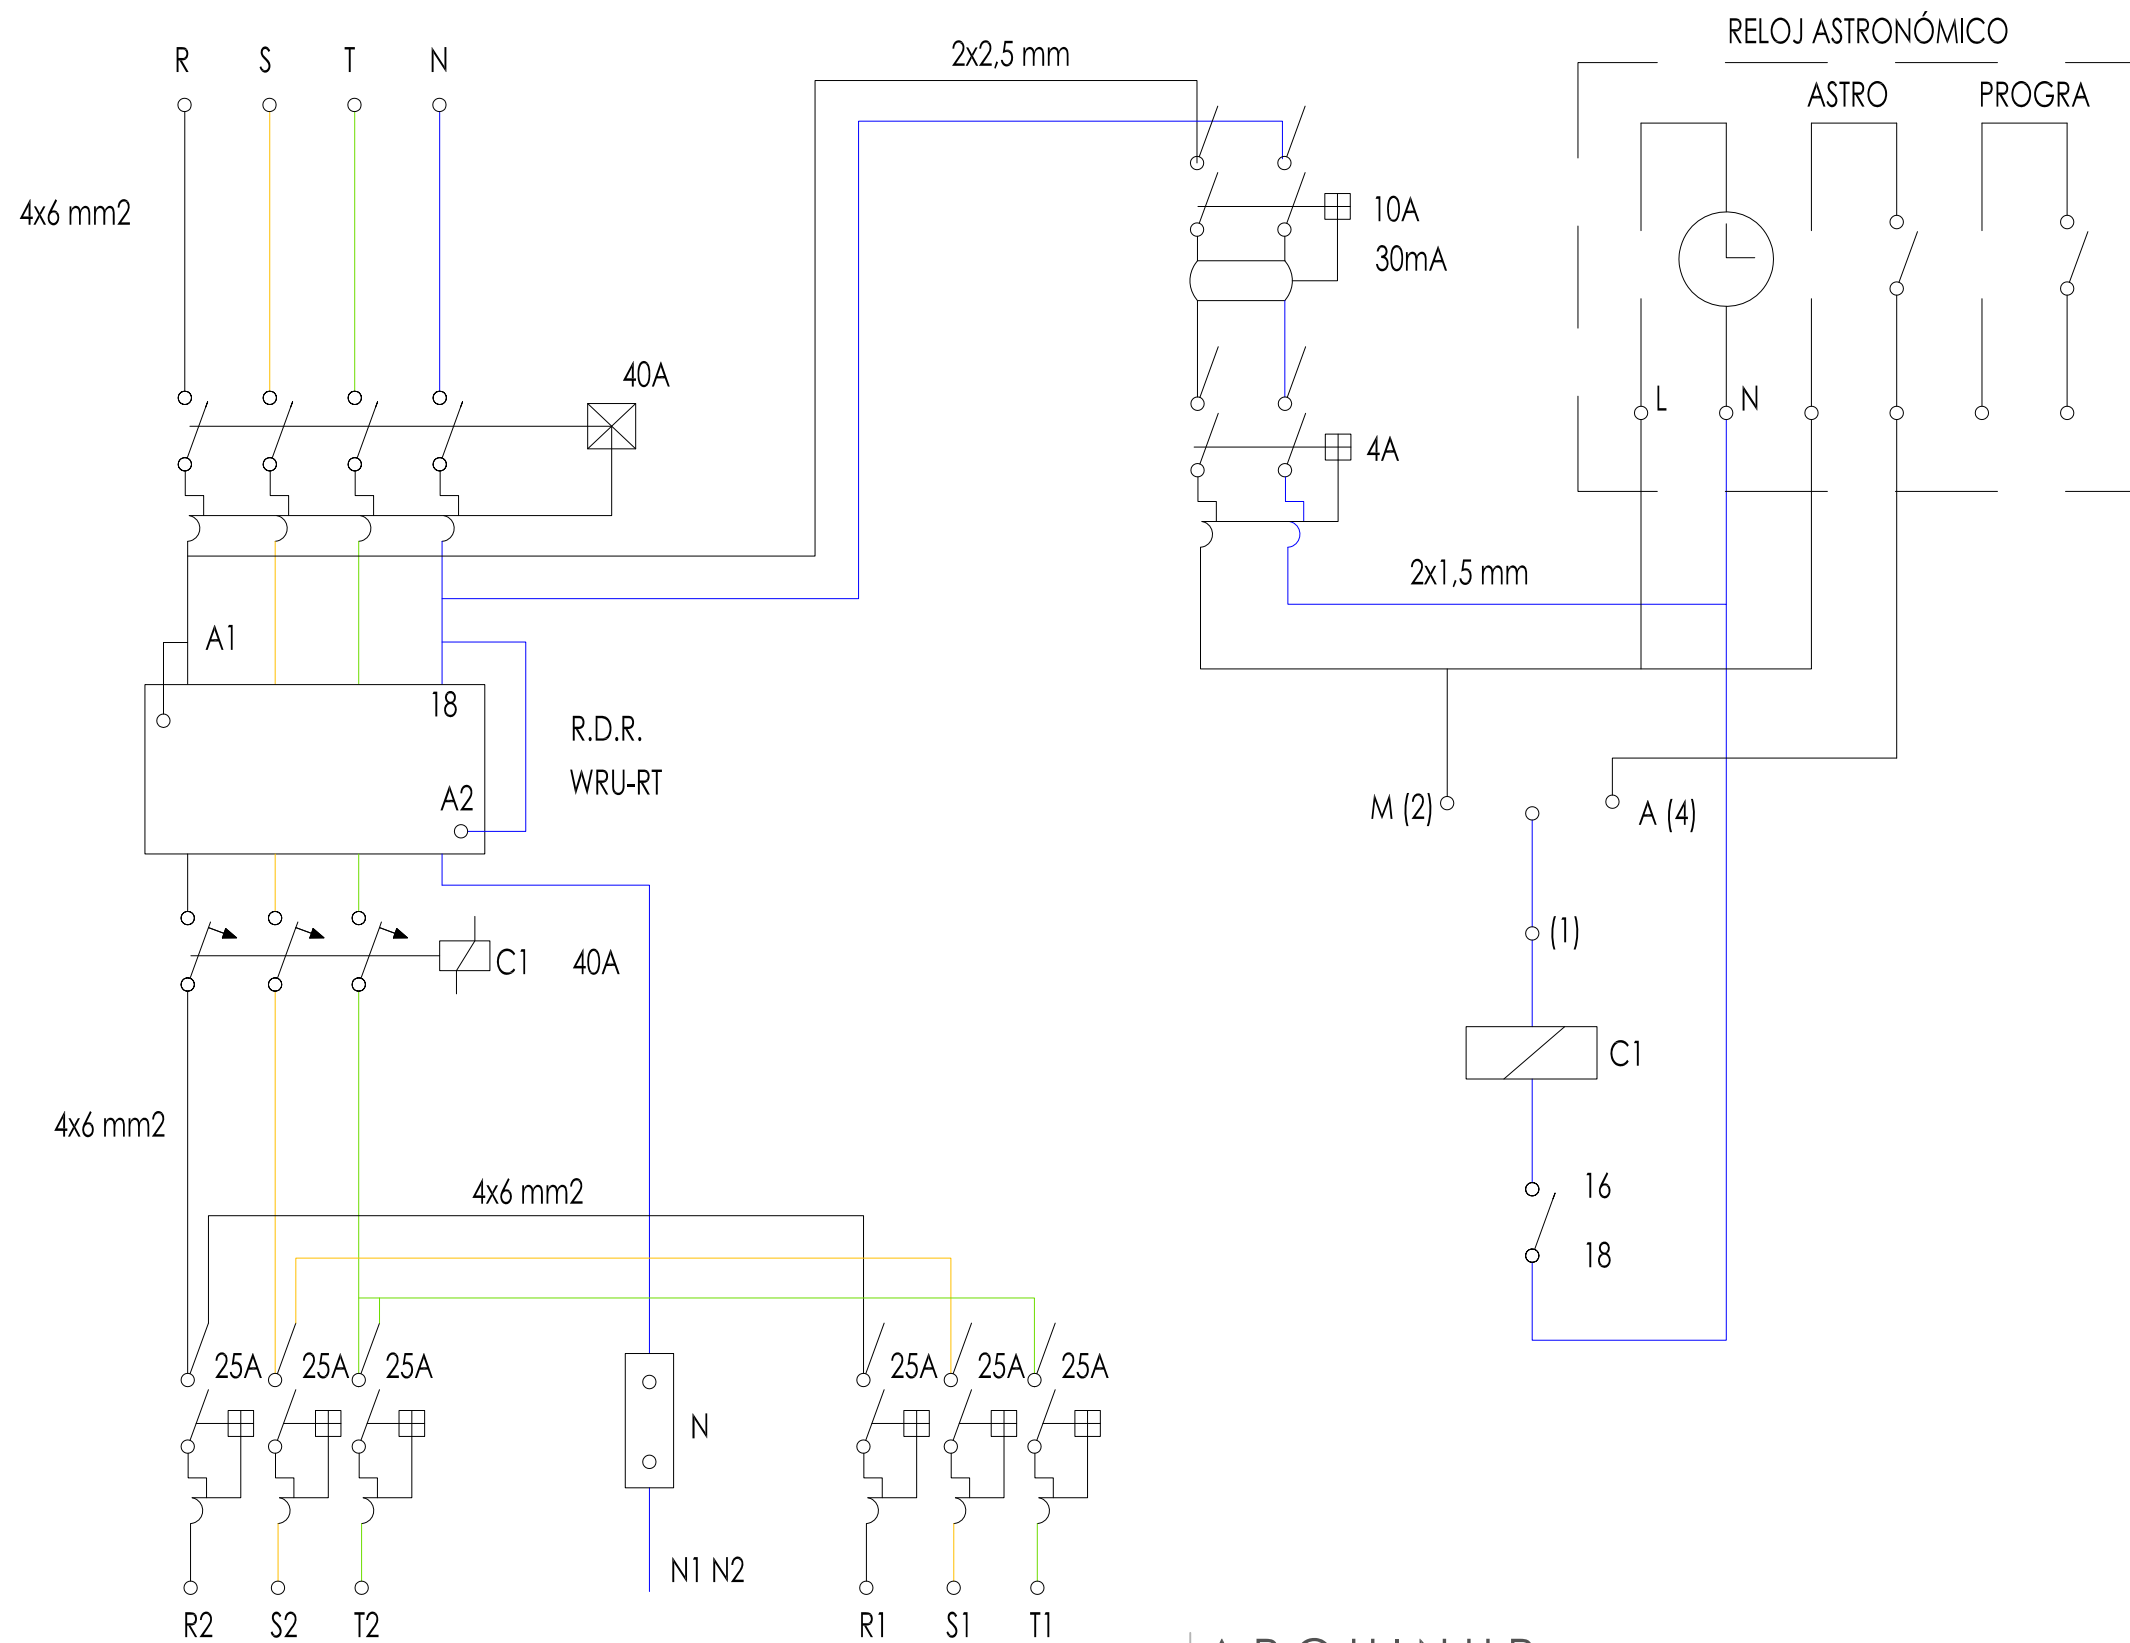 RELOJ ASTRONÓMICO
R S T N
2x2,5 mm
ASTRO PROGRA
4x6 mm2
10A
30mA
40A
L N
4A
2x1,5 mm
A1
18
R.D.R.
WRU-RT
A2
M (2)
A (4)
(1)
C1 40A
C1
4x6 mm2
4x6 mm2
16
18
25A 25A 25A
25A 25A 25A
N
N1 N2
R2 S2 T2
R1 S1 T1